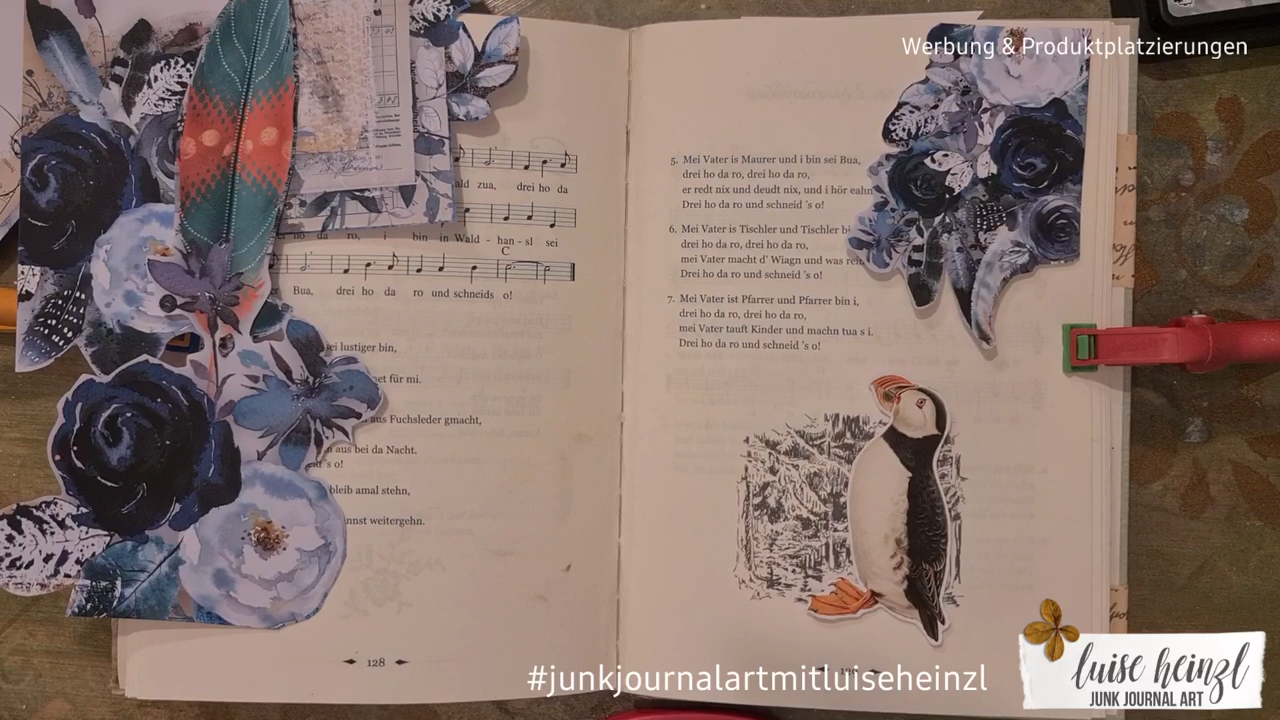 Werbung & Produktplatzierungen
ald zua, drei ho da
ho da ro, i bin in Wald - han - sl sei
C
Bua, drei ho da ro und schneids o!
lustiger bin,
et für mi.
aus Fuchsleder gmacht,
aus bei da Nacht.
's o!
bleib amal stehn,
nnst weitergehn.
128
5. Mei Vater is Maurer und i bin sei Bua,
drei ho da ro, drei ho da ro,
er redt nix und deudt nix, und i hör eahm
Drei ho da ro und schneid 's o!
6. Mei Vater is Tischler und Tischler bi
drei ho da ro, drei ho da ro,
mei Vater macht d' Wiagn und was rein
Drei ho da ro und schneid 's o!
7. Mei Vater ist Pfarrer und Pfarrer bin i,
drei ho da ro, drei ho da ro,
mei Vater tauft Kinder und machn tua s i.
Drei ho da ro und schneid 's o!
#junkjournalartmitluiseheinzl
luise heinzl
JUNK JOURNAL ART